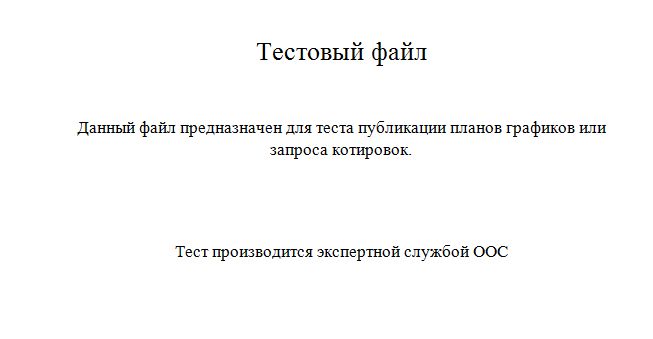 Тестовый файл
Данный файл предназначен для теста публикации планов графиков или
запроса котировок.
Тест производится экспертной службой ООС